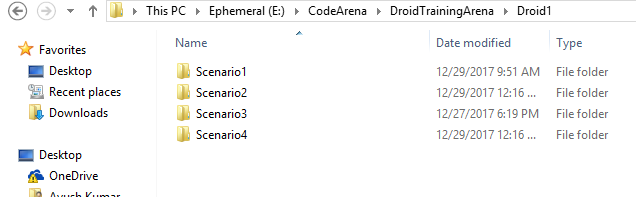 This PC Ephemeral (E:) CodeArena DroidTrainingArena Droid1
Favorites
Desktop
Recent places
Downloads
Desktop
OneDrive
Ayush Kumar
Name Date modified Type
Scenario1 12/29/2017 9:51 AM File folder
Scenario2 12/29/2017 12:16 ... File folder
Scenario3 12/27/2017 6:19 PM File folder
Scenario4 12/29/2017 12:16 ... File folder